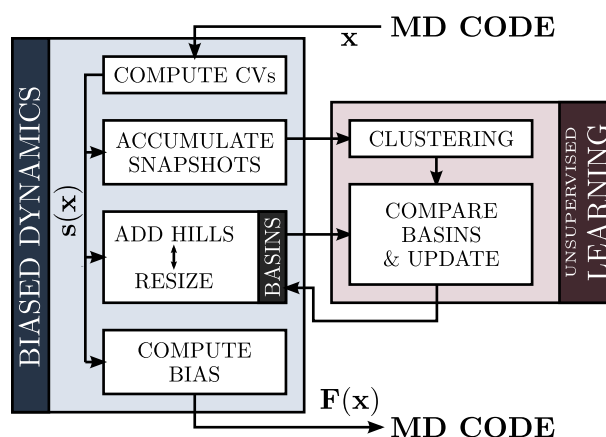 x
MD CODE
COMPUTE CVs
ACCUMULATE
SNAPSHOTS
CLUSTERING
BIASED DYNAMICS
s(x)
ADD HILLS
RESIZE
BASINS
COMPARE
BASINS
& UPDATE
UNSUPERVISED
LEARNING
COMPUTE
BIAS
F(x)
MD CODE